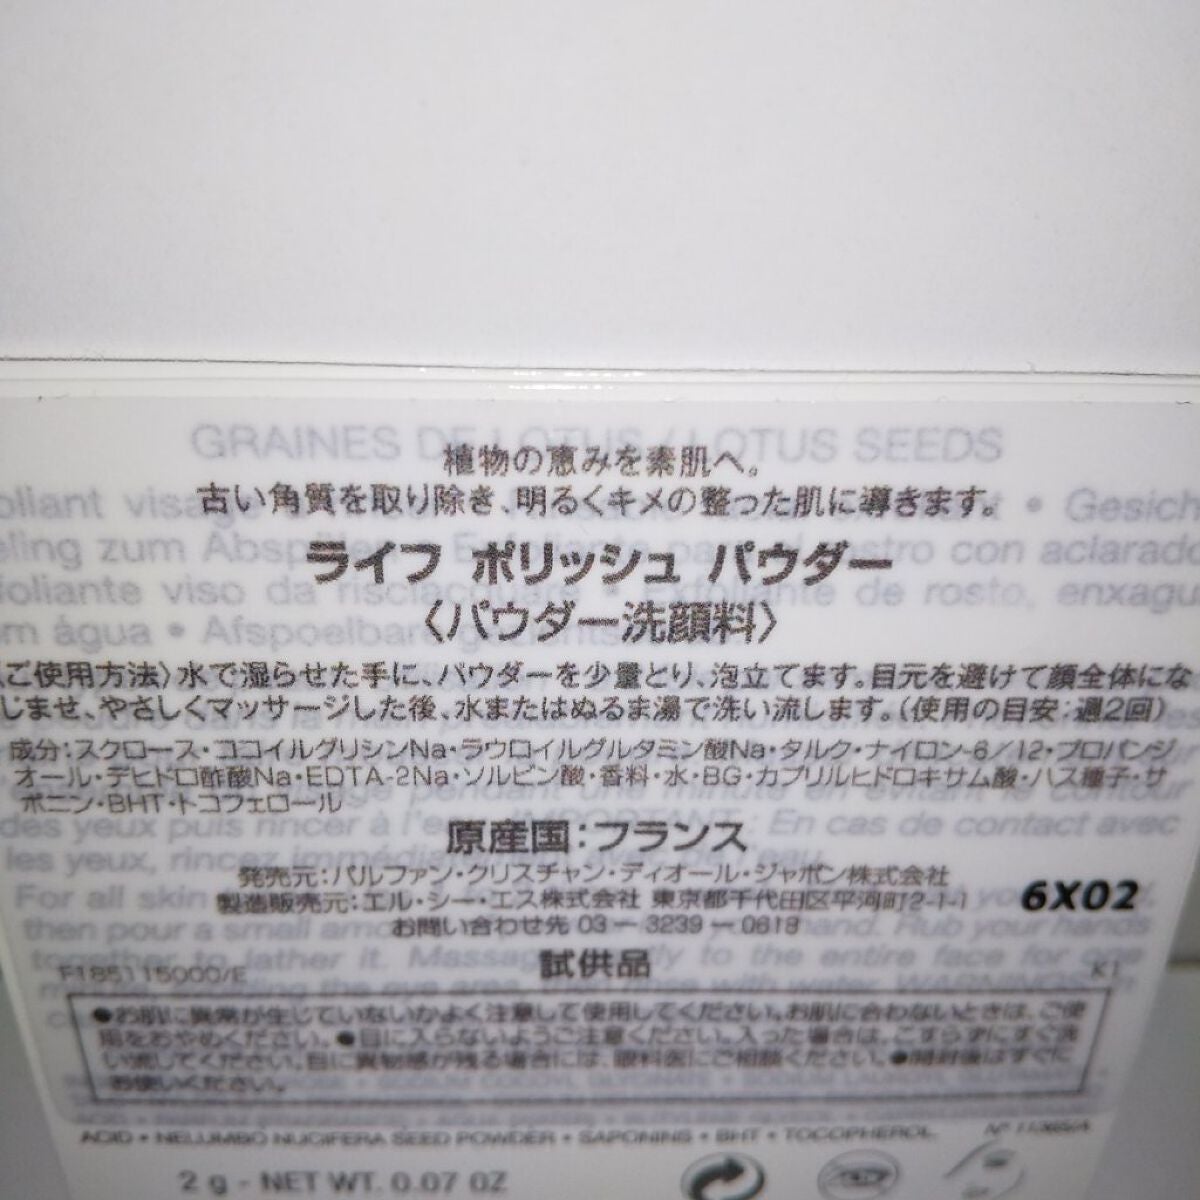 GRAINES DE LOTUS / LOTUS SEEDS
植物の恵みを素肌へ。
古い角質を取り除き、明るくキメの整った肌に導きます。
ライフ ポリッシュ パウダー
〈パウダー洗顔料〉
〈ご使用方法〉水で湿らせた手に、パウダーを少量とり、泡立てます。目元を避けて顔全体にな
じませ、やさしくマッサージした後、水またはぬるま湯で洗い流します。(使用の目安:週2回)
成分:スクロース・ココイルグリシンNa・ラウロイルグルタミン酸Na・タルク・ナイロン-6/12・プロパンジ
オール・デヒドロ酢酸Na・EDTA-2Na・ソルビン酸・香料・水・BG・カプリルヒドロキサム酸・ハス種子・サ
ポニン・BHT・トコフェロール
des yeux puis rincer à l'eau. IMPORTANT : En cas de contact avec
原産国:フランス
les yeux, rincez immédiatement avec de l'eau.
発売元:パルファン・クリスチャン・ディオール・ジャポン株式会社
製造販売元:エル・シー・エス株式会社 東京都千代田区平河町2-1-1 6X02
お問い合わせ先 03-3239-0618
F185115000/E 試供品 K1
●お肌に異常が生じていないかよく注意して使用してください。お肌に合わないときは、ご使
用をおやめください。●目に入らないようご注意ください。入った場合は、こすらずにすぐ洗
い流してください。目に異物感が残る場合には、眼科医にご相談ください。●開封後はすぐに
お使いください。
ACID • NELUMBO NUCIFERA SEED POWDER • SAPONINS • BHT • TOCOPHEROL
2 g - NET WT. 0.07 OZ